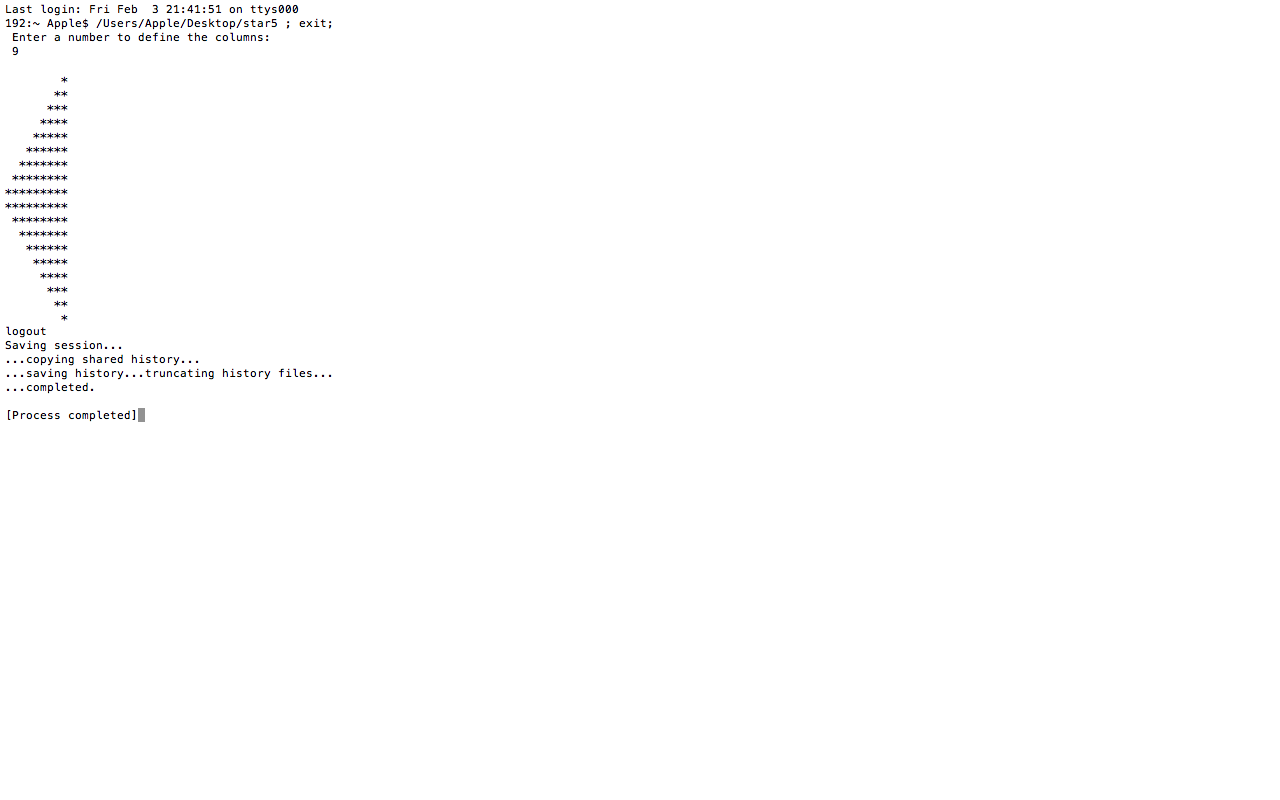 Last login: Fri Feb  3 21:41:51 on ttys000
192:~ Apple$ /Users/Apple/Desktop/star5 ; exit;
 Enter a number to define the columns:
 9

        *
       **
      ***
     ****
    *****
   ******
  *******
 ********
*********
*********
 ********
  *******
   ******
    *****
     ****
      ***
       **
        *
logout
Saving session...
...copying shared history...
...saving history...truncating history files...
...completed.

[Process completed]